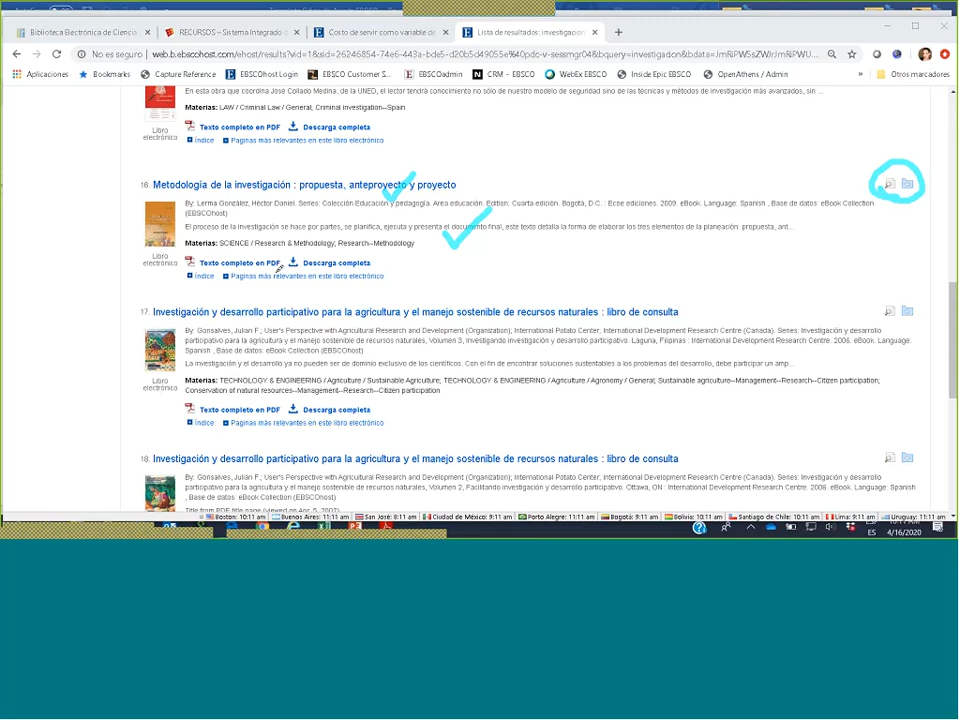 Biblioteca Electrónica de Ciencia
RECURSOS – Sistema Integrado d
Costo de servir como variable de
Lista de resultados: investigacion
No es seguro | web.b.ebscohost.com/ehost/results?vid=1&sid=26246854-74e6-443a-bde5-d20b5d49055e%40pdc-v-sessmgr04&bquery=investigacion&bdata=JmRiPW5sZWJrJmRiPWU...
Aplicaciones
Bookmarks
Capture Reference
EBSCOhost Login
EBSCO Customer S...
EBSCOadmin
CRM - EBSCO
WebEx EBSCO
Inside Epic EBSCO
OpenAthens / Admin
»
Otros marcadores
En esta obra que coordina José Collado Medina, de la UNED, el lector tendrá conocimiento no sólo de nuestro modelo de seguridad sino de las técnicas y métodos de investigación más avanzados, sin ...
Materias: LAW / Criminal Law / General; Criminal Investigation--Spain
Libro electrónico
Texto completo en PDF Descarga completa
Índice Paginas más relevantes en este libro electrónico
16. Metodología de la investigación : propuesta, anteproyecto y proyecto
By: Lerma González, Héctor Daniel. Series: Colección Educación y pedagogía. Area educación. Edition: Cuarta edición. Bogotá, D.C. : Ecoe ediciones. 2009. eBook. Language: Spanish , Base de datos: eBook Collection
(EBSCOhost)
El proceso de investigación se hace por partes, se planifica, ejecuta y presenta el documento final, este texto detalla la forma de elaborar los tres elementos de la planeación: propuesta, ant...
Materias: SCIENCE / Research & Methodology; Research--Methodology
Libro electrónico
Texto completo en PDF Descarga completa
Índice Paginas más relevantes en este libro electrónico
17. Investigación y desarrollo participativo para la agricultura y el manejo sostenible de recursos naturales : libro de consulta
By: Gonsalves, Julian F.; User's Perspective with Agricultural Research and Development (Organization); International Potato Center; International Development Research Centre (Canada). Series: Investigación y desarrollo
participativo para la agricultura y el manejo sostenible de recursos naturales, Volumen 3, Investigando investigación y desarrollo participativo. Laguna, Filipinas : International Development Research Centre. 2006. eBook. Language:
Spanish , Base de datos: eBook Collection (EBSCOhost)
La investigación y el desarrollo ya no pueden ser de dominio exclusivo de los científicos. Con el fin de encontrar soluciones sustentables a los problemas del desarrollo, debe participar un amp...
Materias: TECHNOLOGY & ENGINEERING / Agriculture / Sustainable Agriculture; TECHNOLOGY & ENGINEERING / Agriculture / Agronomy / General; Sustainable agriculture--Management--Research--Citizen participation;
Conservation of natural resources--Management--Research--Citizen participation
Libro electrónico
Texto completo en PDF Descarga completa
Índice Paginas más relevantes en este libro electrónico
18. Investigación y desarrollo participativo para la agricultura y el manejo sostenible de recursos naturales : libro de consulta
By: Gonsalves, Julian F.; User's Perspective with Agricultural Research and Development (Organization); International Potato Center; International Development Research Centre (Canada). Series: Investigación y desarrollo
participativo para la agricultura y el manejo sostenible de recursos naturales, Volumen 2, Facilitando investigación y desarrollo participativo. Ottawa, ON : International Development Research Centre. 2006. eBook. Language: Spanish
, Base de datos: eBook Collection (EBSCOhost)
Title from PDF title page (viewed on Apr. 5, 2007)
Boston: 10:11 am Buenos Aires: 11:11 am San José: 8:11 am Ciudad de México: 9:11 am Porto Alegre: 11:11 am Bogotá: 9:11 am Bolivia: 10:11 am Santiago de Chile: 10:11 am Lima: 9:11 am Uruguay: 11:11 am
ES 4/16/2020